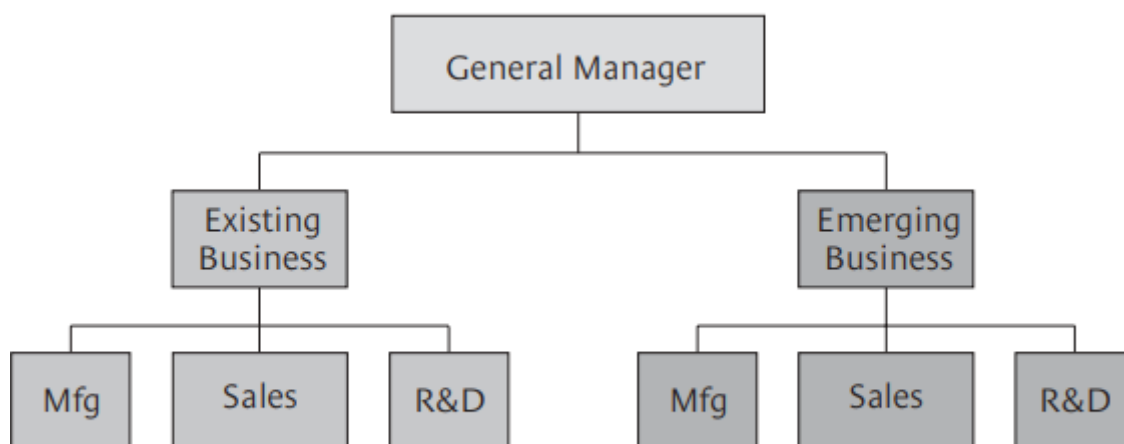 General Manager
Existing
Business
Emerging
Business
Mfg
Sales
R&D
Mfg
Sales
R&D